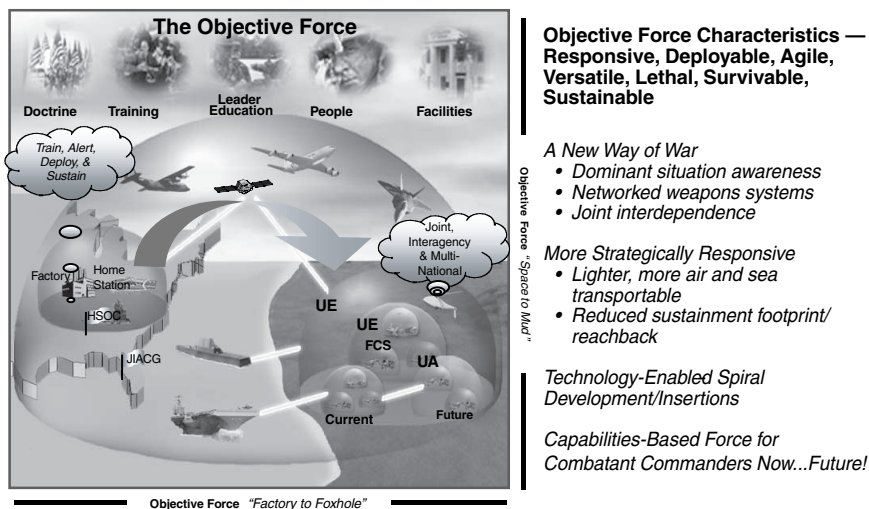 The Objective Force
Doctrine
Training
Leader
Education
People
Facilities
Train, Alert,
Deploy, &
Sustain
Joint,
Interagency
& Multi-
National
Factory
Home
Station
HSOC
JIACG
UE
UE
FCS
UA
Current
Future
Objective Force "Factory to Foxhole"
Objective Force "Space to Mud"
Objective Force Characteristics —
Responsive, Deployable, Agile,
Versatile, Lethal, Survivable,
Sustainable
A New Way of War
• Dominant situation awareness
• Networked weapons systems
• Joint interdependence
More Strategically Responsive
• Lighter, more air and sea
transportable
• Reduced sustainment footprint/
reachback
Technology-Enabled Spiral
Development/Insertions
Capabilities-Based Force for
Combatant Commanders Now...Future!